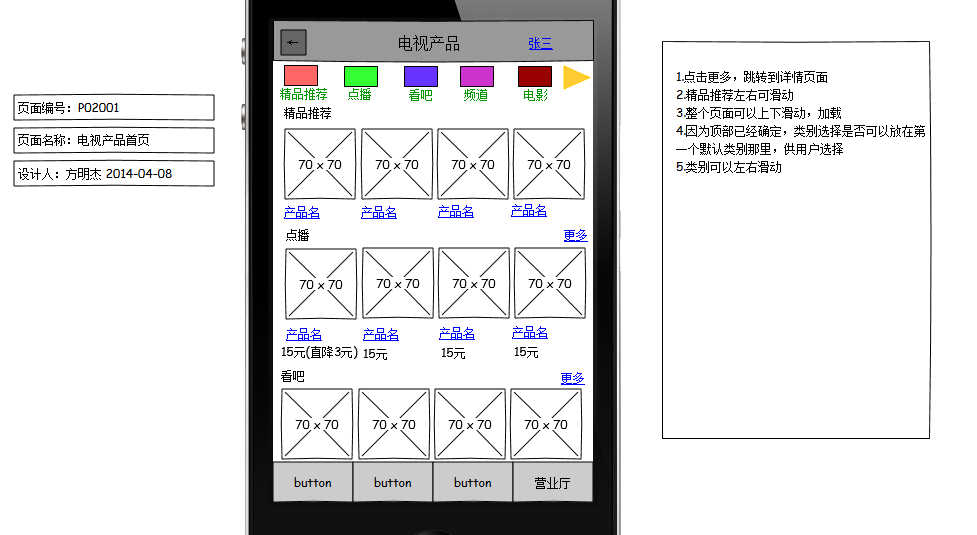 页面编号：P02001
页面名称：电视产品首页
设计人：方明杰 2014-04-08
← 电视产品 张三
精品推荐 点播 看吧 频道 电影
精品推荐
70 x 70 70 x 70 70 x 70 70 x 70
产品名 产品名 产品名 产品名
点播 更多
70 x 70 70 x 70 70 x 70 70 x 70
产品名 产品名 产品名 产品名
15元(直降3元) 15元 15元 15元
看吧 更多
70 x 70 70 x 70 70 x 70 70 x 70
button button button 营业厅
1.点击更多，跳转到详情页面
2.精品推荐左右可滑动
3.整个页面可以上下滑动，加载
4.因为顶部已经确定，类别选择是否可以放在第
一个默认类别那里，供用户选择
5.类别可以左右滑动